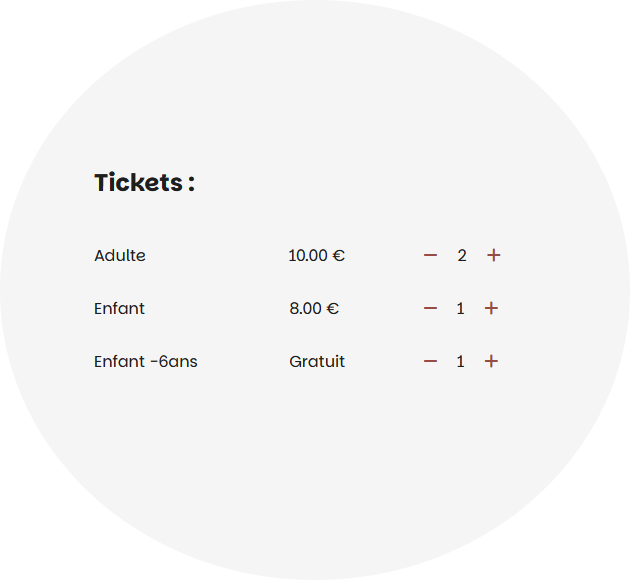 Tickets :
Adulte 10.00 € − 2 +
Enfant 8.00 € − 1 +
Enfant -6ans Gratuit − 1 +